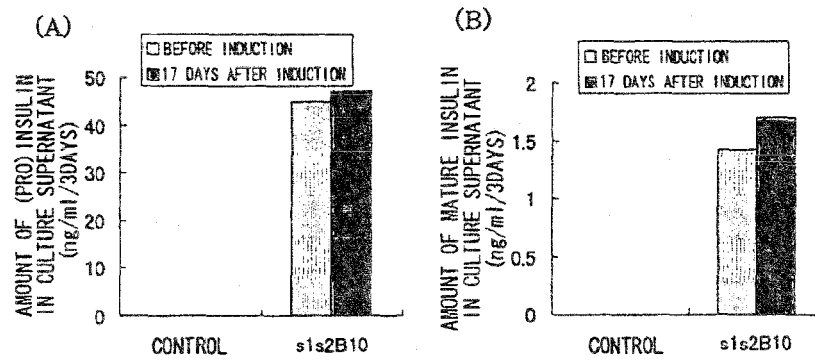 (A)
BEFORE INDUCTION
17 DAYS AFTER INDUCTION
AMOUNT OF (PRO) INSULIN
IN CULTURE SUPERNATANT
(ng/ml/3DAYS)
50
40
30
20
10
0
CONTROL
s1s2B10
(B)
BEFORE INDUCTION
17 DAYS AFTER INDUCTION
AMOUNT OF MATURE INSULIN
IN CULTURE SUPERNATANT
(ng/ml/3DAYS)
2
1.5
1
0.5
0
CONTROL
s1s2B10